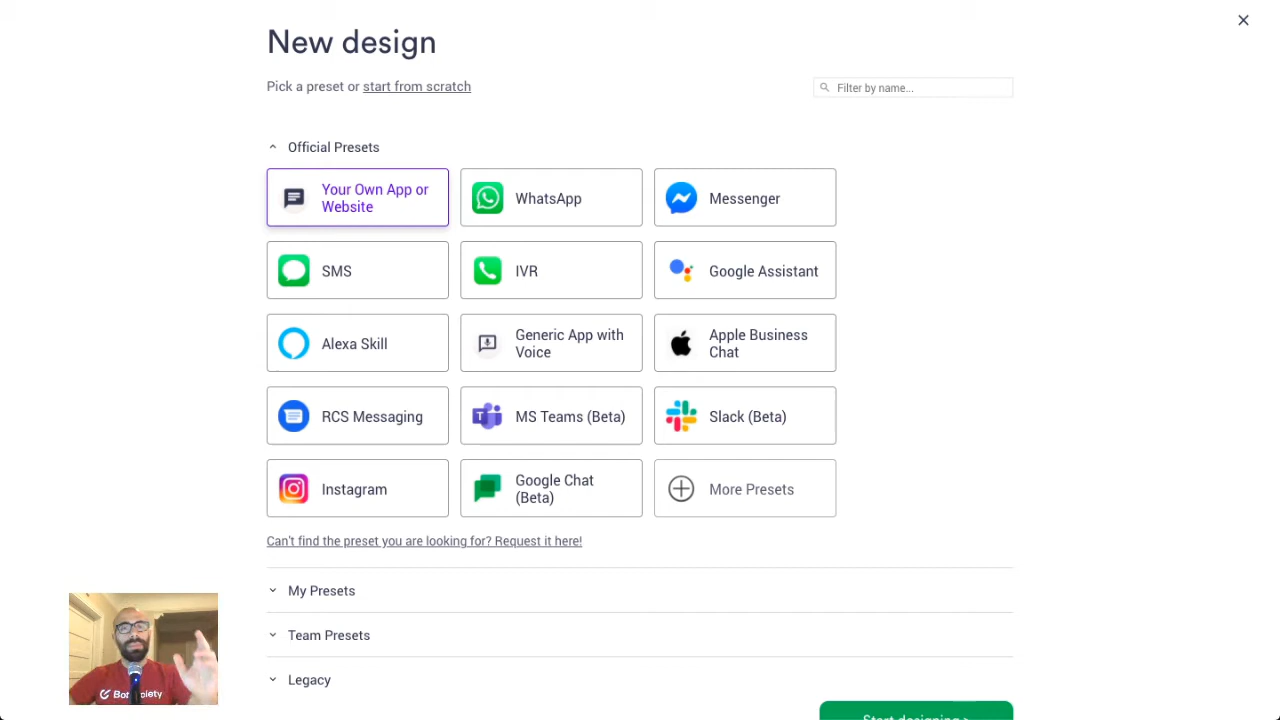 New design
Pick a preset or start from scratch
Filter by name...
Official Presets
Your Own App or
Website
WhatsApp
Messenger
SMS
IVR
Google Assistant
Alexa Skill
Generic App with
Voice
Apple Business
Chat
RCS Messaging
MS Teams (Beta)
Slack (Beta)
Instagram
Google Chat
(Beta)
More Presets
Can't find the preset you are looking for? Request it here!
My Presets
Team Presets
Legacy
Start designing >